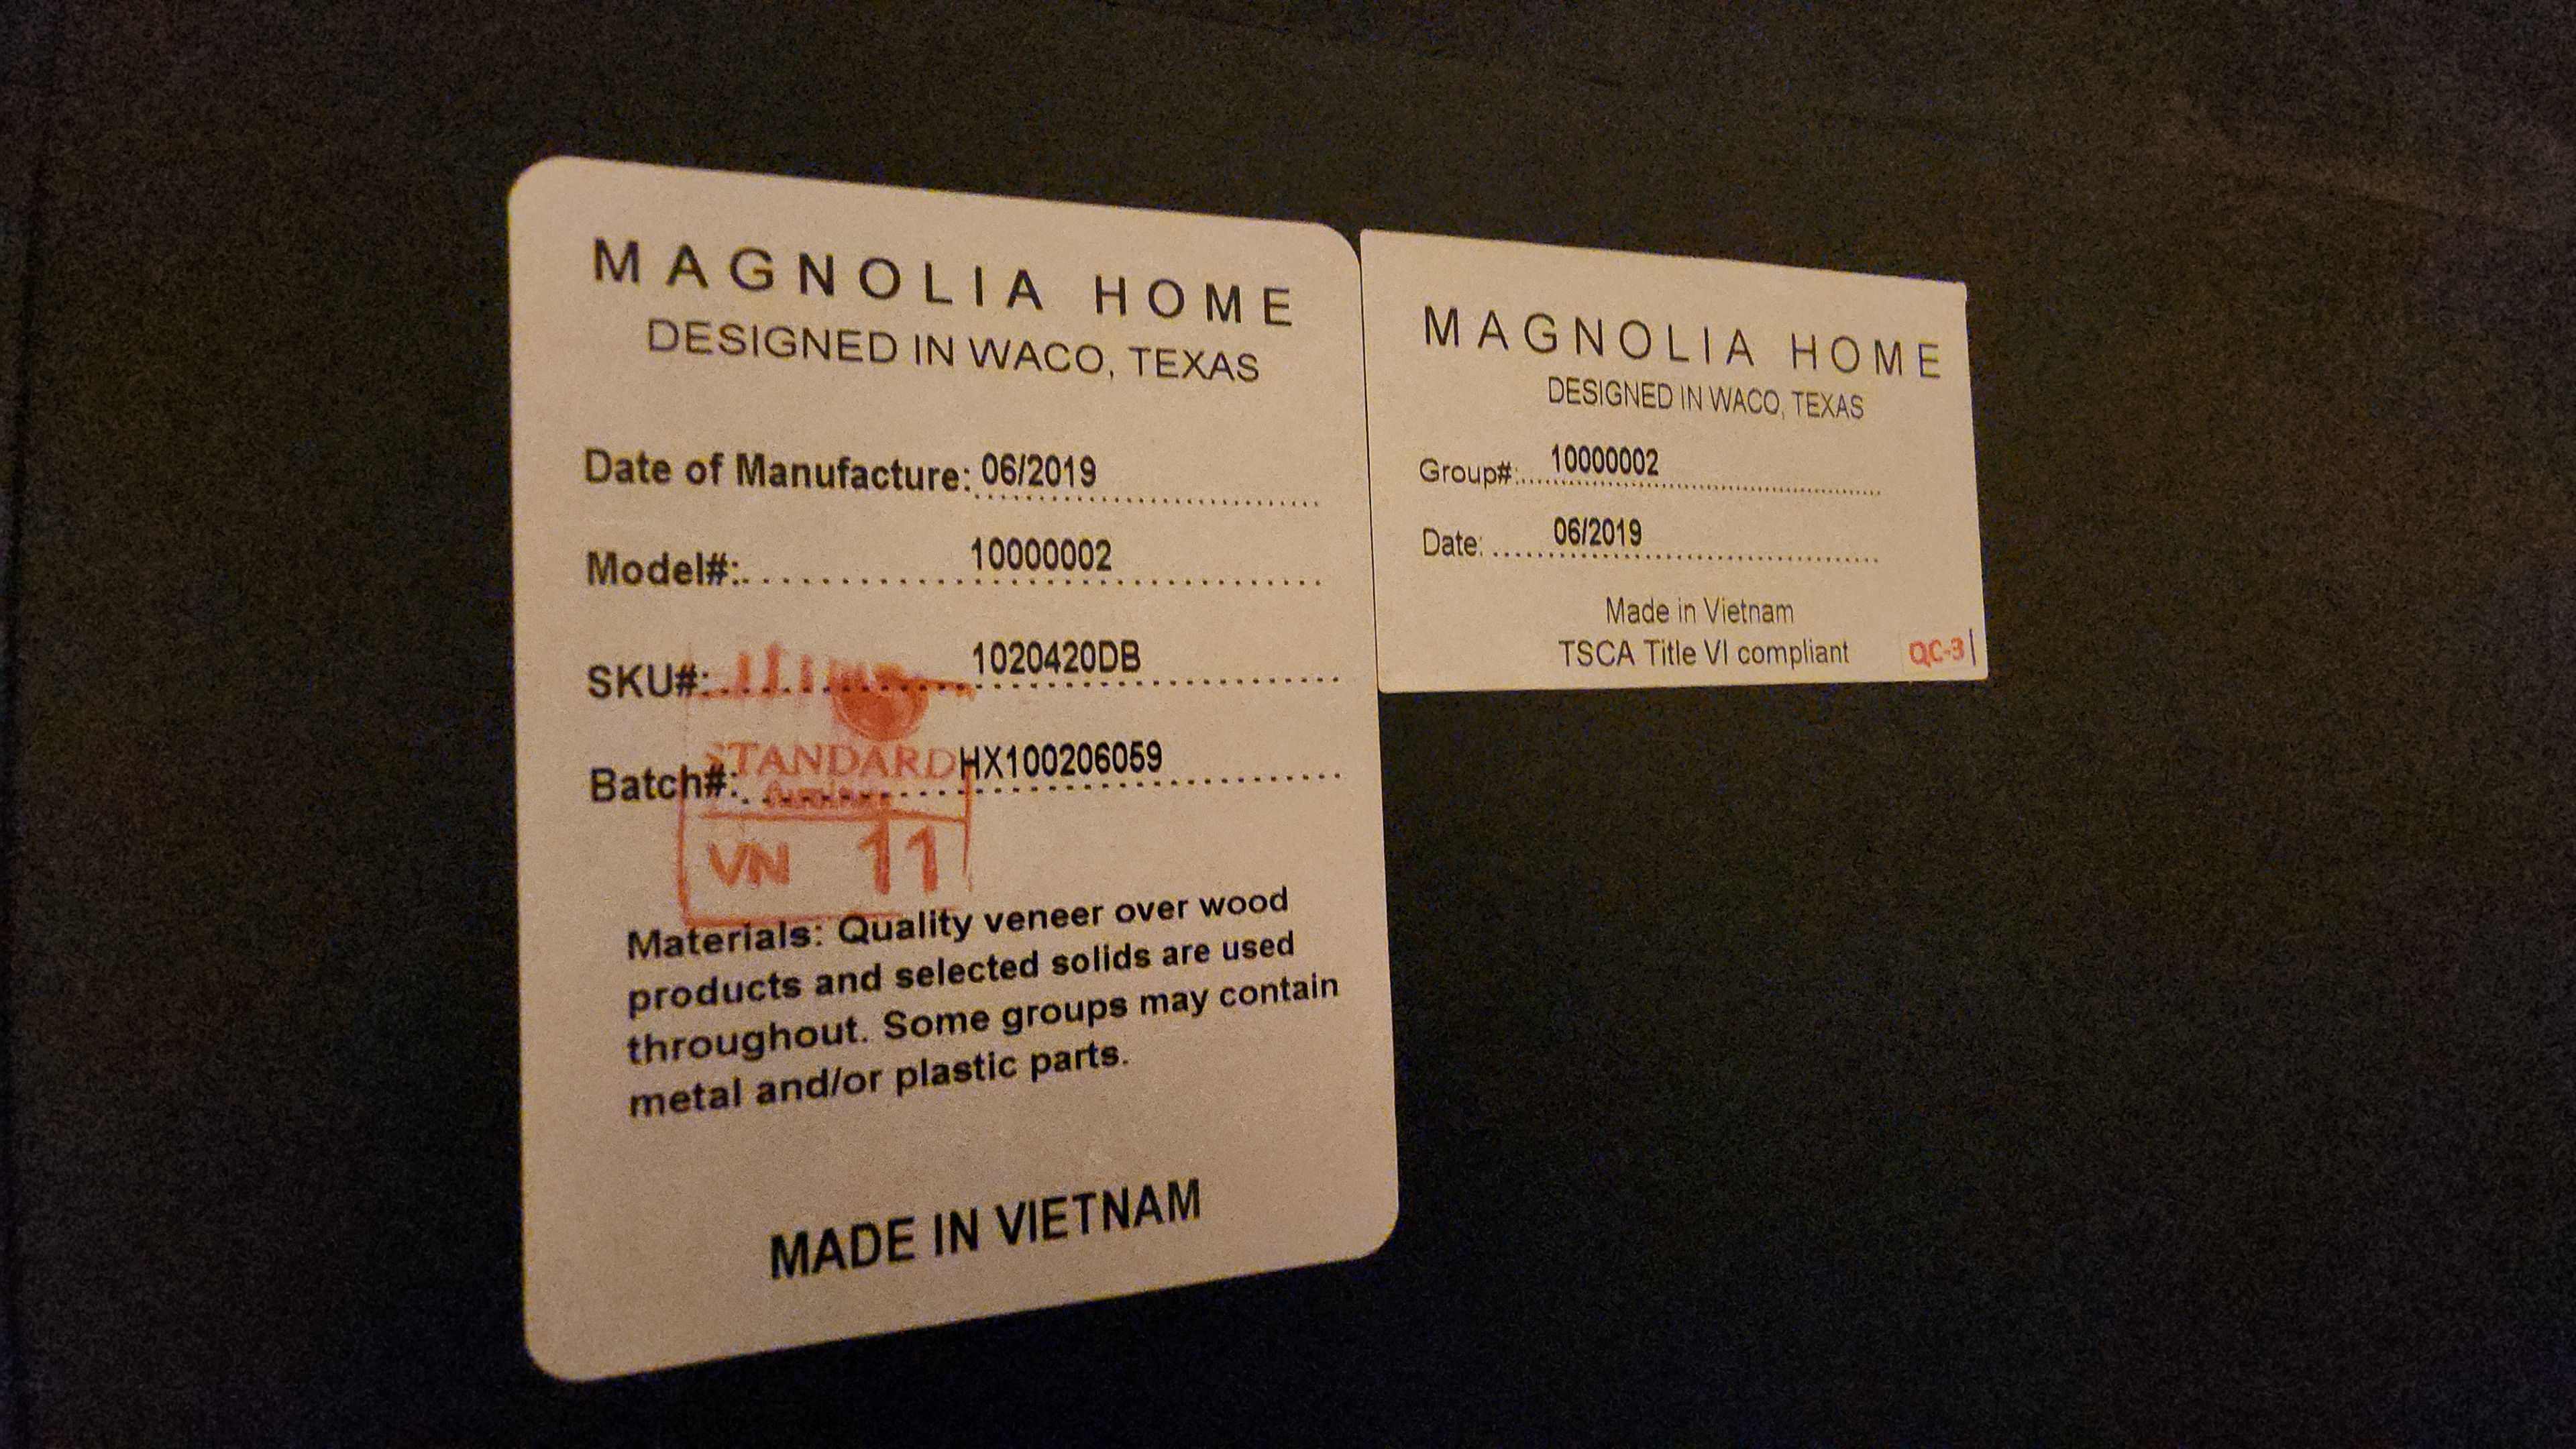 MAGNOLIA HOME
DESIGNED IN WACO, TEXAS
Date of Manufacture: 06/2019
Model#: 10000002
SKU#: 1020420DB
Batch#: HX100206059
STANDARD
VN 11
Materials: Quality veneer over wood
products and selected solids are used
throughout. Some groups may contain
metal and/or plastic parts.
MADE IN VIETNAM
MAGNOLIA HOME
DESIGNED IN WACO, TEXAS
Group#: 10000002
Date: 06/2019
Made in Vietnam
TSCA Title VI compliant
QC-3